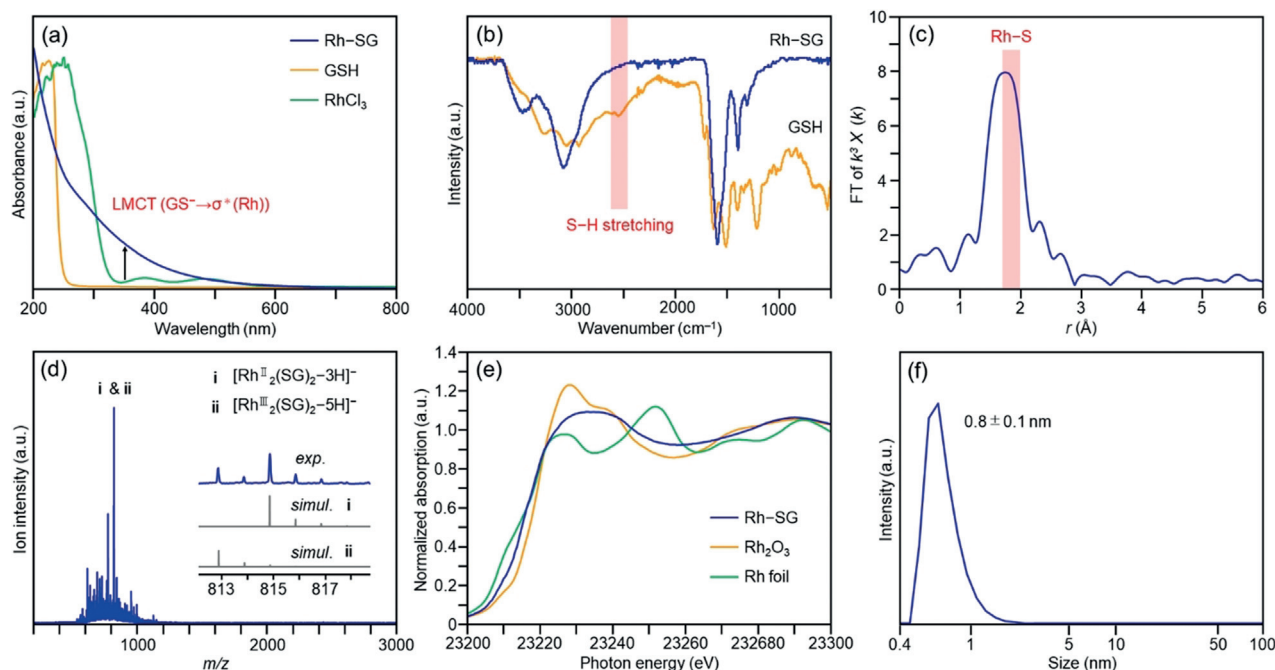 (a)
Rh−SG
GSH
RhCl₃
LMCT (GS⁻→σ*(Rh))
Absorbance (a.u.)
200 400 600 800
Wavelength (nm)
(b)
Rh−SG
GSH
S−H stretching
Intensity (a.u.)
4000 3000 2000 1000
Wavenumber (cm⁻¹)
(c)
Rh−S
FT of k³ X (k)
10
8
6
4
2
0
0 1 2 3 4 5 6
r (Å)
(d)
i & ii
i [Rhᴵᴵ₂(SG)₂−3H]⁻
ii [Rhᴵᴵᴵ₂(SG)₂−5H]⁻
exp.
simul. i
simul. ii
813 815 817
Ion intensity (a.u.)
1000 2000 3000
m/z
(e)
Rh−SG
Rh₂O₃
Rh foil
Normalized absorption (a.u.)
1.4
1.2
1.0
0.8
0.6
0.4
0.2
0
23200 23220 23240 23260 23680 23300
Photon energy (eV)
(f)
0.8 ± 0.1 nm
Intensity (a.u.)
0.4 1 5 10 50 100
Size (nm)